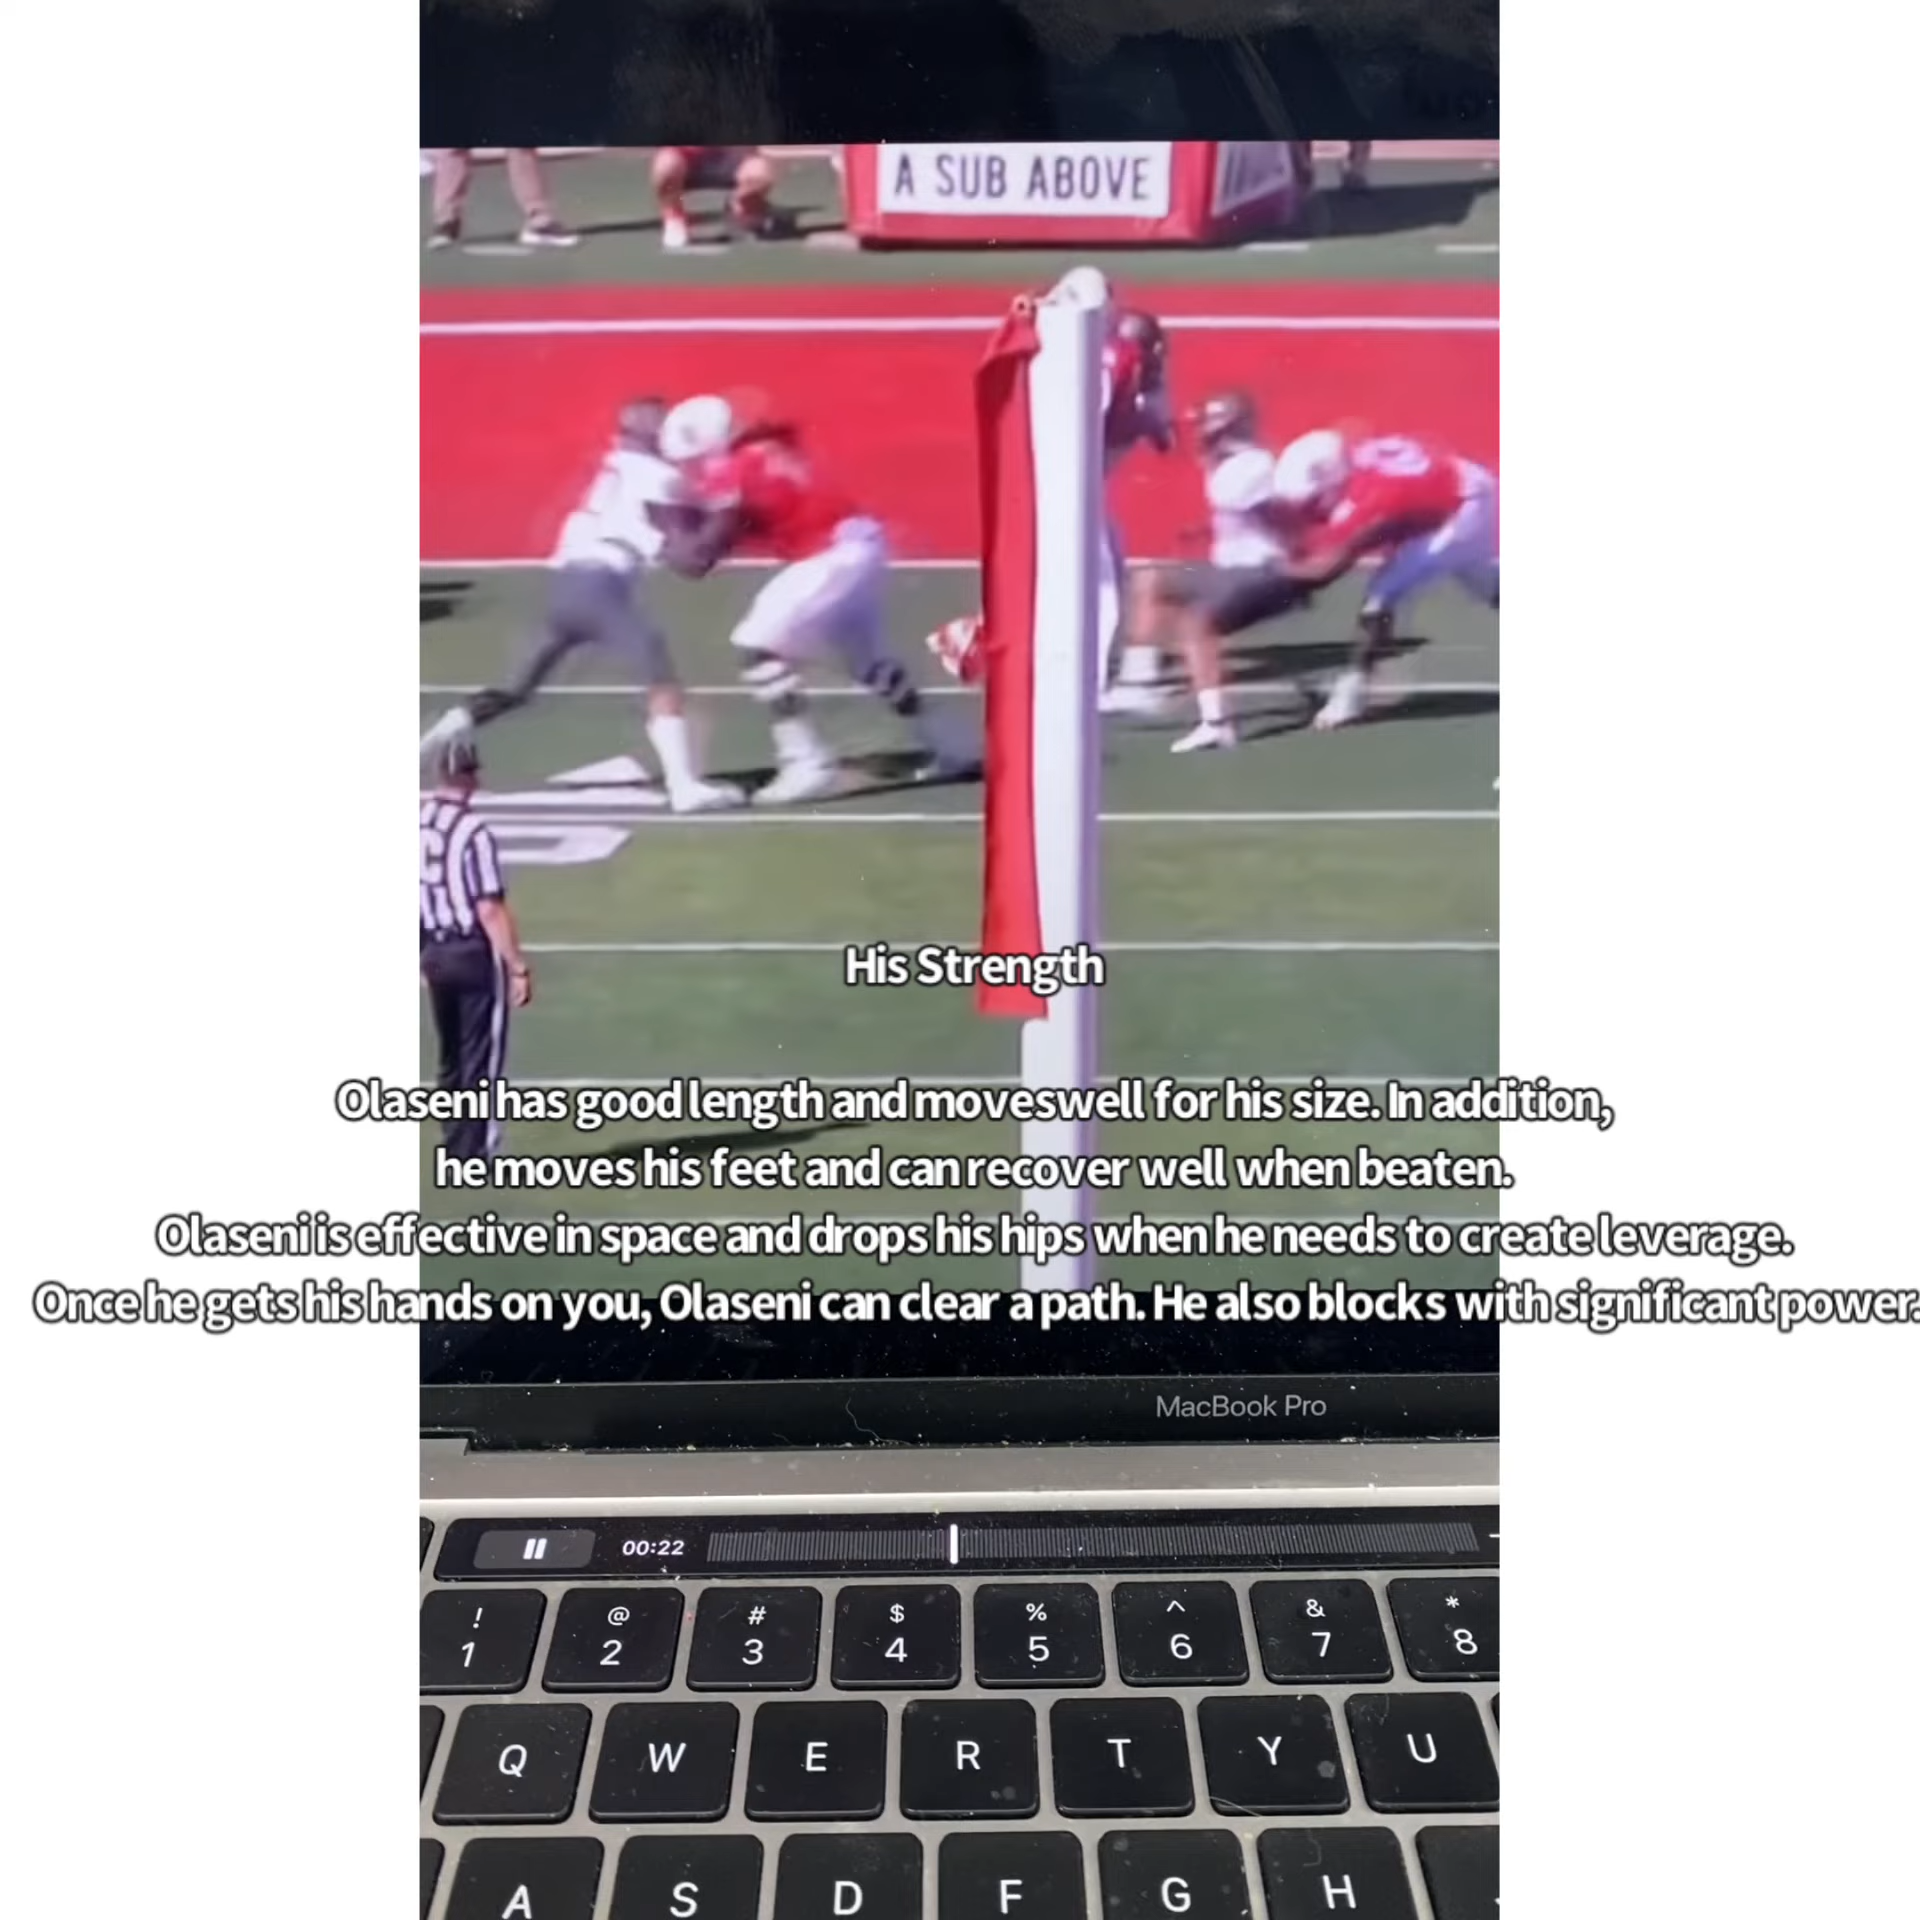 A SUB ABOVE
C
His Strength
Olaseni has good length and moves well for his size. In addition,
he moves his feet and can recover well when beaten.
Olaseni is effective in space and drops his hips when he needs to create leverage.
Once he gets his hands on you, Olaseni can clear a path. He also blocks with significant power.
MacBook Pro
00:22
! @ # $ % ^ & *
1 2 3 4 5 6 7 8
Q W E R T Y U
A S D F G H